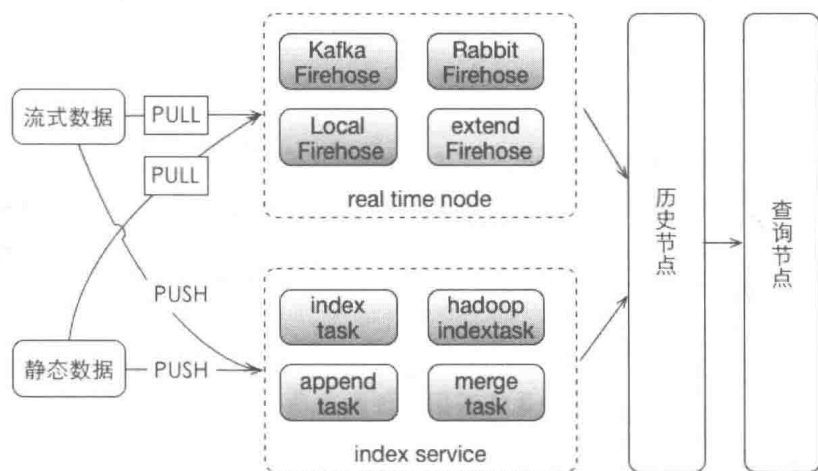 Kafka
Firehose
Rabbit
Firehose
流式数据
PULL
Local
Firehose
extend
Firehose
PULL
real time node
历史节点
查询节点
PUSH
index
task
hadoop
indextask
静态数据
PUSH
append
task
merge
task
index service